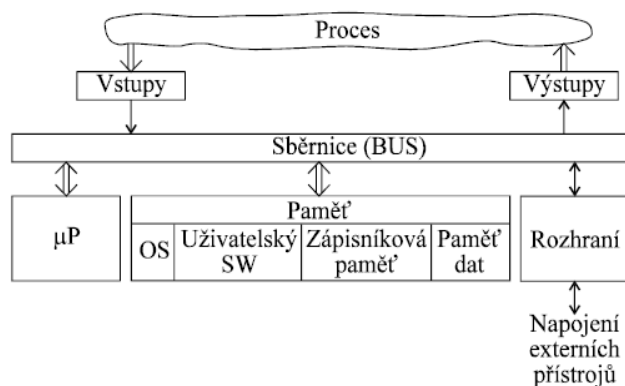 Proces
Vstupy
Výstupy
Sběrnice (BUS)
μP
Paměť
OS
Uživatelský
SW
Zápisníková
paměť
Paměť
dat
Rozhraní
Napojení
externích
přístrojů